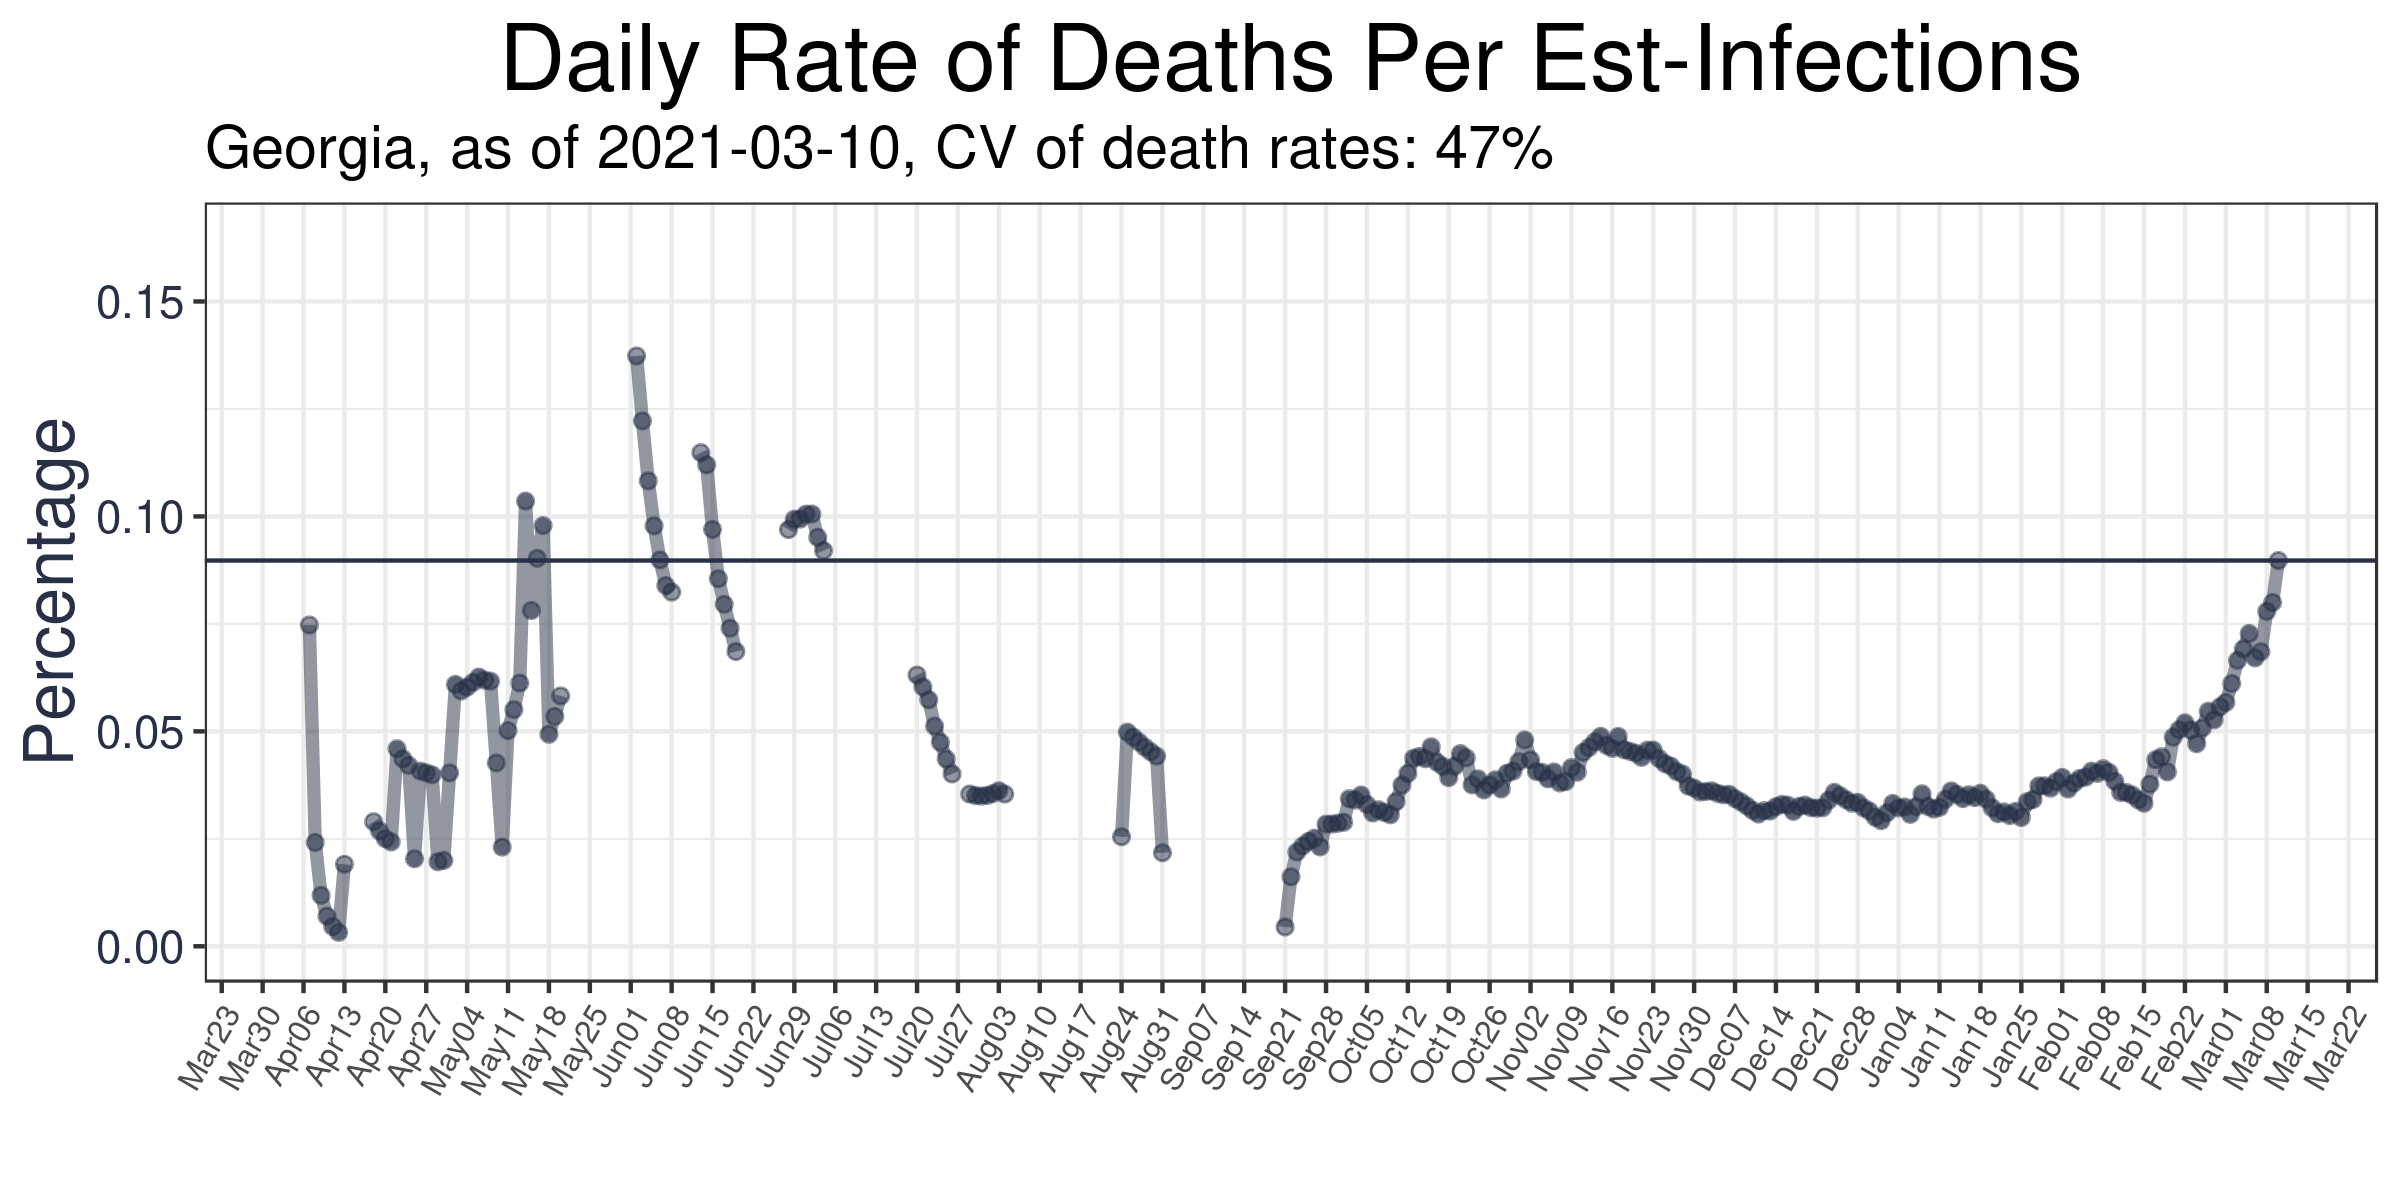 Daily Rate of Deaths Per Est-Infections
Georgia, as of 2021-03-10, CV of death rates: 47%
Percentage
0.15
0.10
0.05
0.00
Mar23
Mar30
Apr06
Apr13
Apr20
Apr27
May04
May11
May18
May25
Jun01
Jun08
Jun15
Jun22
Jun29
Jul06
Jul13
Jul20
Jul27
Aug03
Aug10
Aug17
Aug24
Aug31
Sep07
Sep14
Sep21
Sep28
Oct05
Oct12
Oct19
Oct26
Nov02
Nov09
Nov16
Nov23
Nov30
Dec07
Dec14
Dec21
Dec28
Jan04
Jan11
Jan18
Jan25
Feb01
Feb08
Feb15
Feb22
Mar01
Mar08
Mar15
Mar22